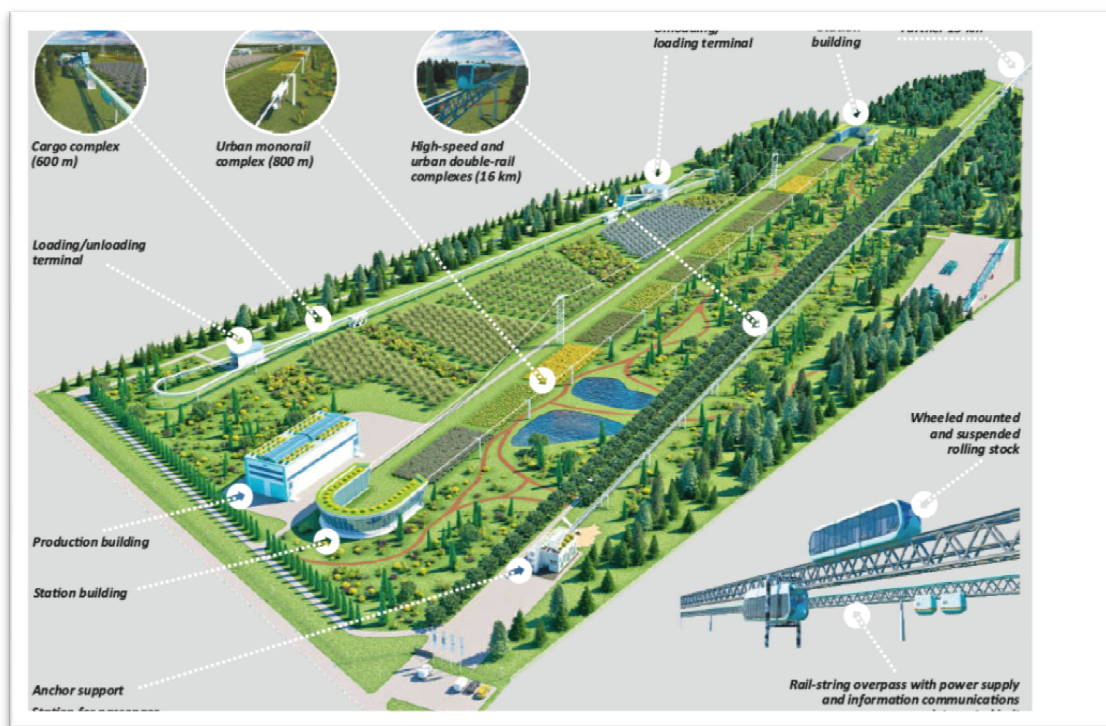 loading terminal
building
Cargo complex
(600 m)
Urban monorail
complex (800 m)
High-speed and
urban double-rail
complexes (16 km)
Loading/unloading
terminal
Wheeled mounted
and suspended
rolling stock
Production building
Station building
Anchor support
Rail-string overpass with power supply
and information communications